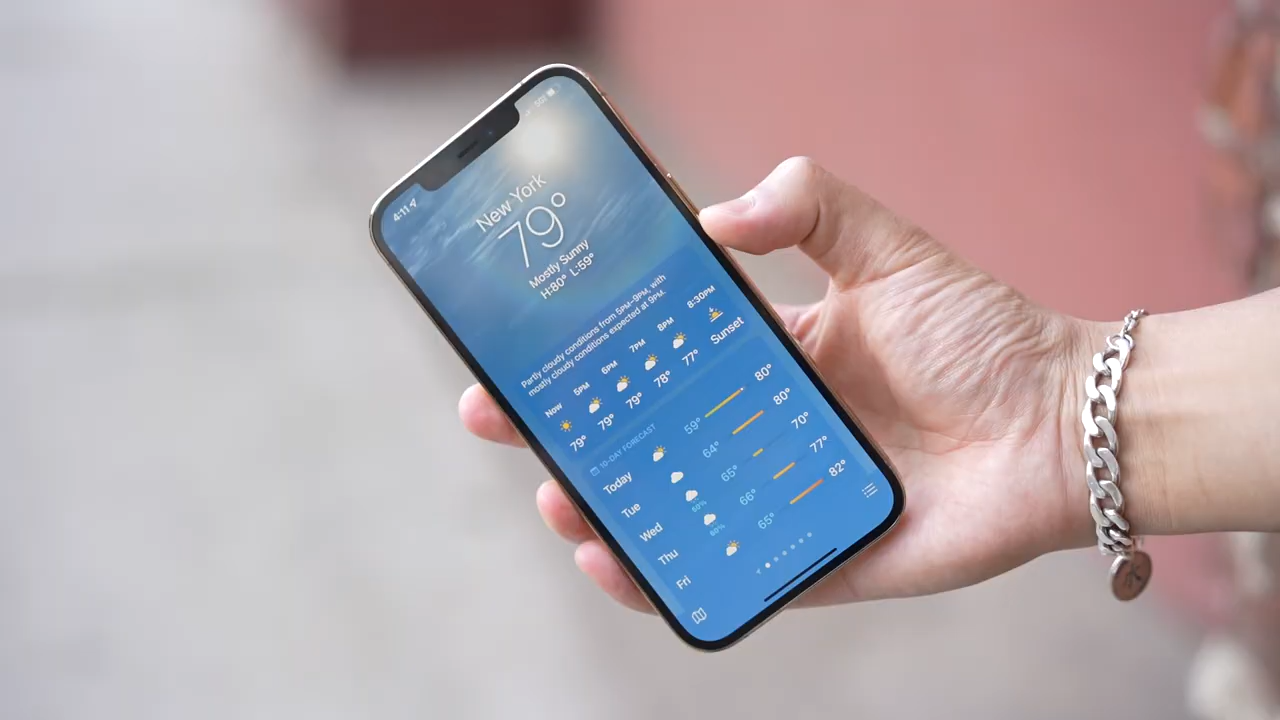 4:11
New York
79°
Mostly Sunny
H:80° L:59°
Partly cloudy conditions from 5PM–9PM, with
mostly cloudy conditions expected at 9PM.
Now 5PM 6PM 7PM 8PM 8:30PM
79° 79° 79° 78° 77° Sunset
10-DAY FORECAST
Today 59° 80°
Tue 64° 80°
Wed 65° 70°
Thu 66° 77°
Fri 65° 82°